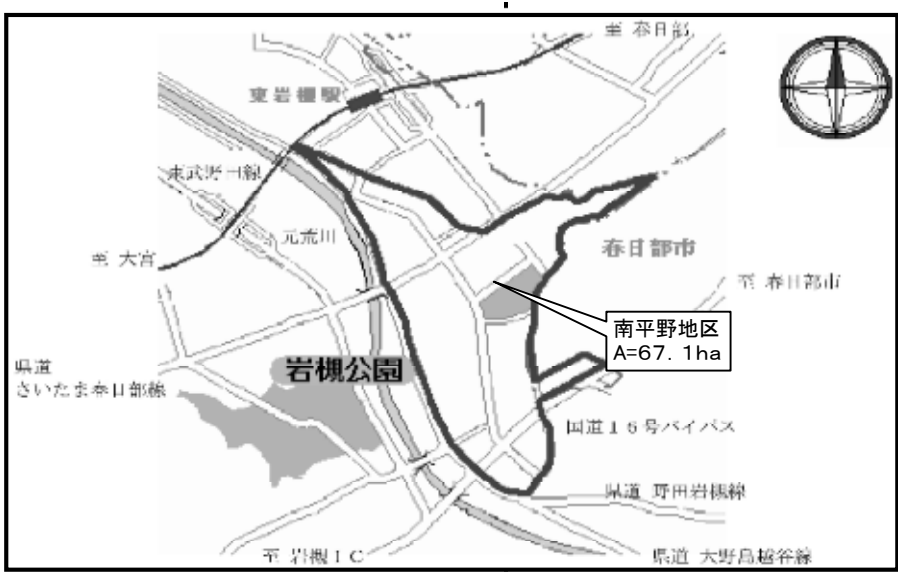 至 春日部
東岩槻駅
東武野田線
元荒川
至 大宮
春日部市
至 春日部市
南平野地区
A=67.1ha
県道
さいたま春日部線
岩槻公園
国道16号バイパス
県道 野田岩槻線
至 岩槻IC
県道 大野島越谷線